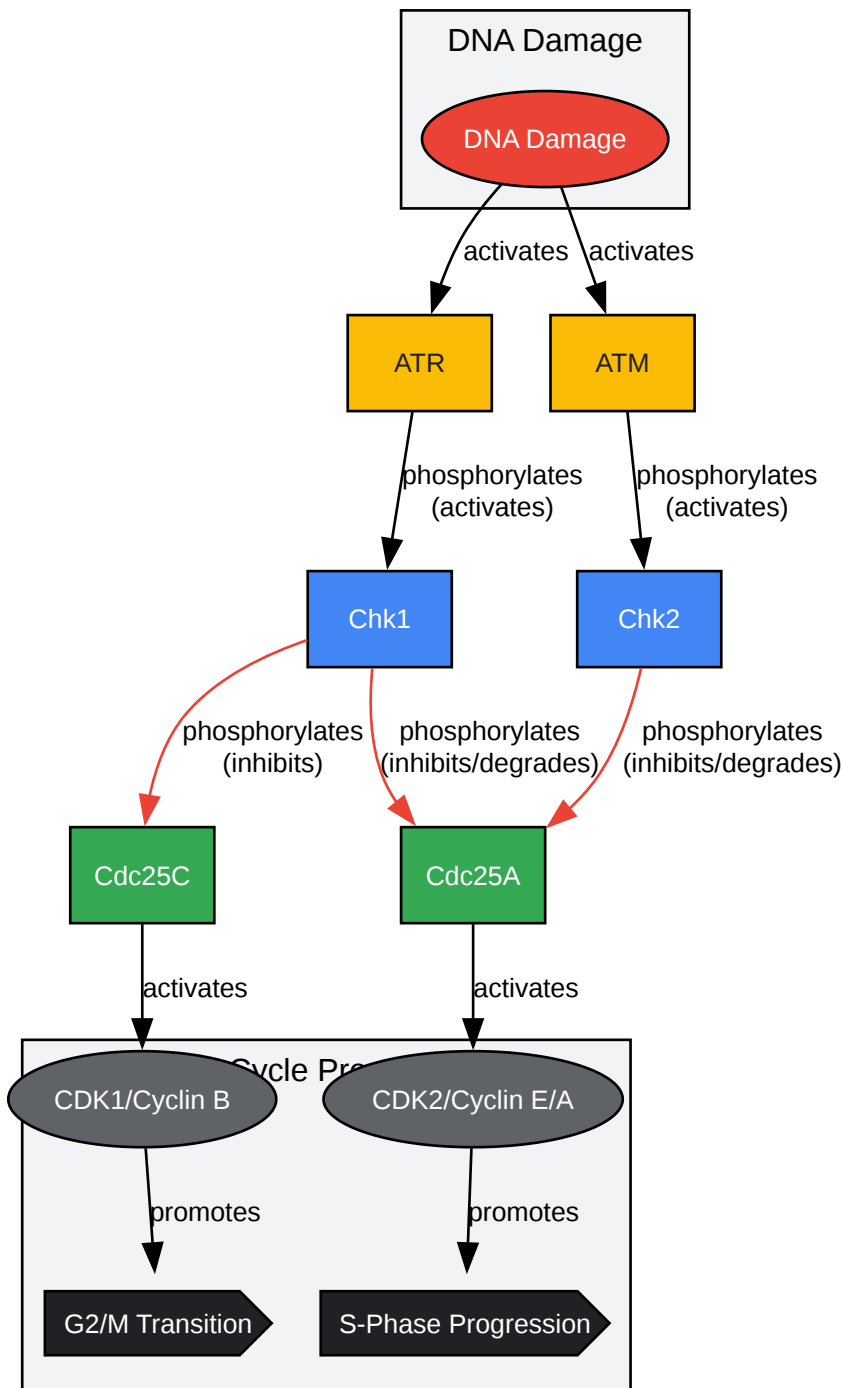 DNA Damage
DNA Damage
activates
activates
ATR
ATM
phosphorylates
(activates)
phosphorylates
(activates)
Chk1
Chk2
phosphorylates
(inhibits)
phosphorylates
(inhibits/degrades)
phosphorylates
(inhibits/degrades)
Cdc25C
Cdc25A
activates
activates
Cycle
CDK1/Cyclin B
CDK2/Cyclin E/A
promotes
promotes
G2/M Transition
S-Phase Progression